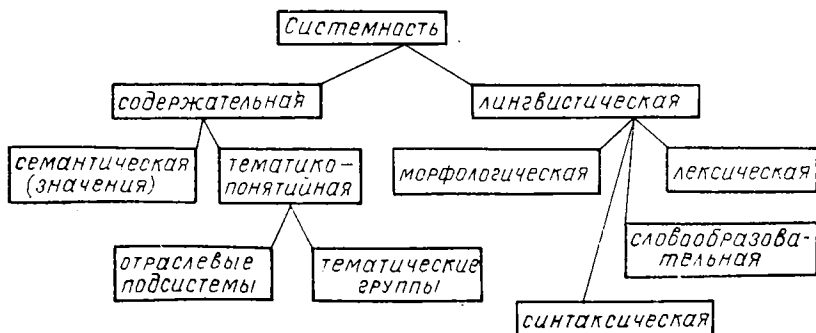 Системность
содержательная
лингвистическая
семантическая
(значения)
тематико-
понятийная
морфологическая
лексическая
отраслевые
подсистемы
тематические
группы
словообразова-
тельная
синтаксическая